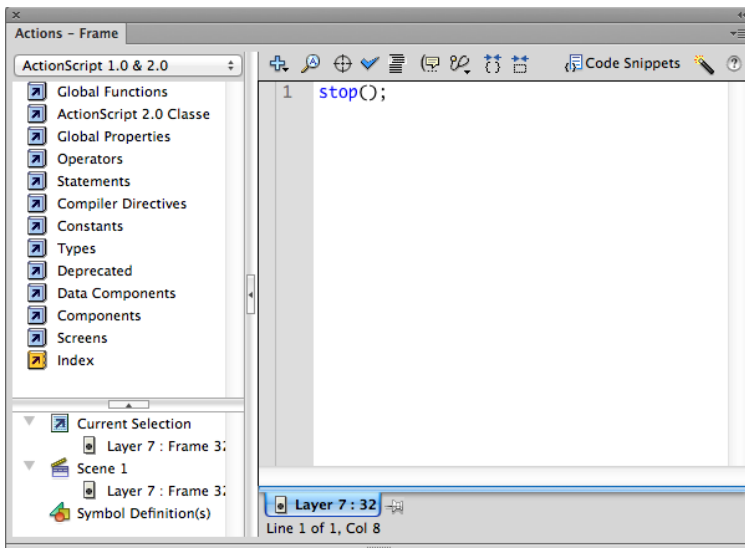 Actions – Frame
ActionScript 1.0 & 2.0
Global Functions
ActionScript 2.0 Classe
Global Properties
Operators
Statements
Compiler Directives
Constants
Types
Deprecated
Data Components
Components
Screens
Index
Current Selection
Layer 7 : Frame 32
Scene 1
Layer 7 : Frame 32
Symbol Definition(s)
Code Snippets
1 stop();
Layer 7 : 32
Line 1 of 1, Col 8